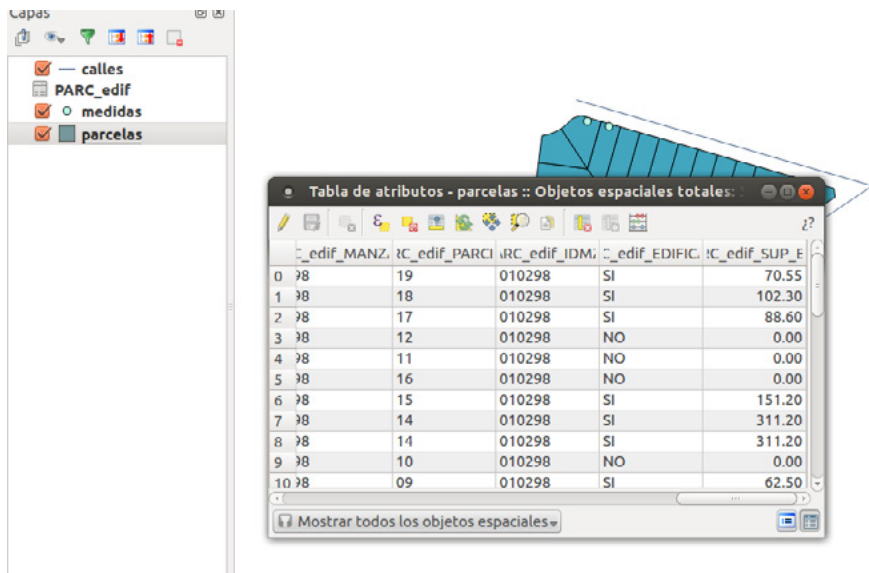 Capas
calles
PARC_edif
medidas
parcelas
Tabla de atributos - parcelas :: Objetos espaciales totales:
_edif_MANZ. RC_edif_PARCI ARC_edif_IDMZ C_edif_EDIFIC. RC_edif_SUP_E
0 98 19 010298 SI 70.55
1 98 18 010298 SI 102.30
2 98 17 010298 SI 88.60
3 98 12 010298 NO 0.00
4 98 11 010298 NO 0.00
5 98 16 010298 NO 0.00
6 98 15 010298 SI 151.20
7 98 14 010298 SI 311.20
8 98 14 010298 SI 311.20
9 98 10 010298 NO 0.00
10 98 09 010298 SI 62.50
Mostrar todos los objetos espaciales